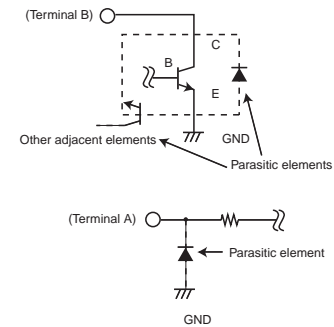 (Terminal B)
C
B
E
GND
Other adjacent elements
Parasitic elements
(Terminal A)
Parasitic element
GND